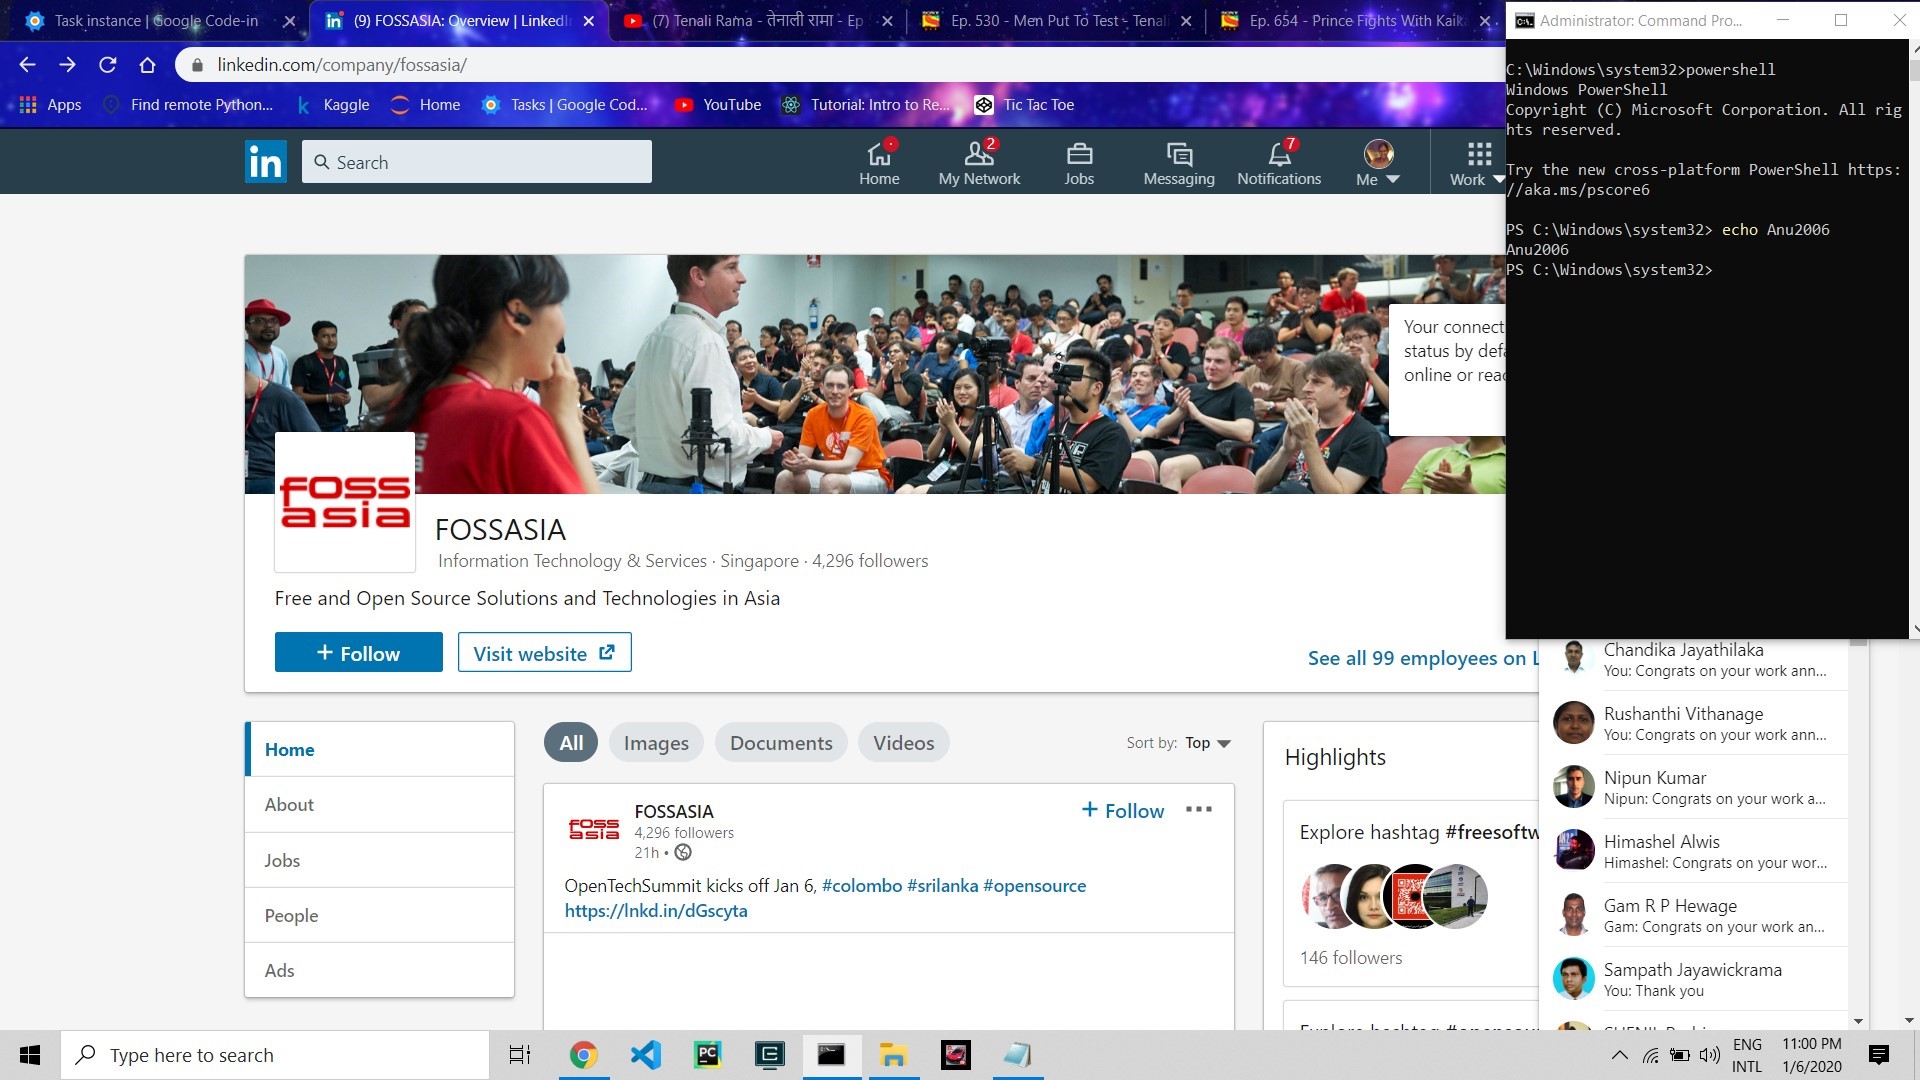 Task instance | Google Code-in
(9) FOSSASIA: Overview | LinkedIn
(7) Tenali Rama - तेनाली रामा - Ep
Ep. 530 - Men Put To Test - Tenali
Ep. 654 - Prince Fights With Kaika
Administrator: Command Pro...
linkedin.com/company/fossasia/
Apps
Find remote Python...
Kaggle
Home
Tasks | Google Cod...
YouTube
Tutorial: Intro to Re...
Tic Tac Toe
C:\Windows\system32>powershell
Windows PowerShell
Copyright (C) Microsoft Corporation. All rig
hts reserved.
Try the new cross-platform PowerShell https:
//aka.ms/pscore6
PS C:\Windows\system32> echo Anu2006
Anu2006
PS C:\Windows\system32>
in
Search
Home
2
My Network
Jobs
Messaging
7
Notifications
Me
Work
Your connect
status by defa
online or reac
foss
asia
FOSSASIA
Information Technology & Services · Singapore · 4,296 followers
Free and Open Source Solutions and Technologies in Asia
+ Follow
Visit website
See all 99 employees on L
Home
About
Jobs
People
Ads
All
Images
Documents
Videos
Sort by: Top
foss
asia
FOSSASIA
4,296 followers
21h •
+ Follow
OpenTechSummit kicks off Jan 6, #colombo #srilanka #opensource
https://lnkd.in/dGscyta
Highlights
Explore hashtag #freesoftw
146 followers
Explore hashtag #opensou
Chandika Jayathilaka
You: Congrats on your work ann...
Rushanthi Vithanage
You: Congrats on your work ann...
Nipun Kumar
Nipun: Congrats on your work a...
Himashel Alwis
Himashel: Congrats on your wor...
Gam R P Hewage
Gam: Congrats on your work an...
Sampath Jayawickrama
You: Thank you
Type here to search
PC
ENG
INTL
11:00 PM
1/6/2020